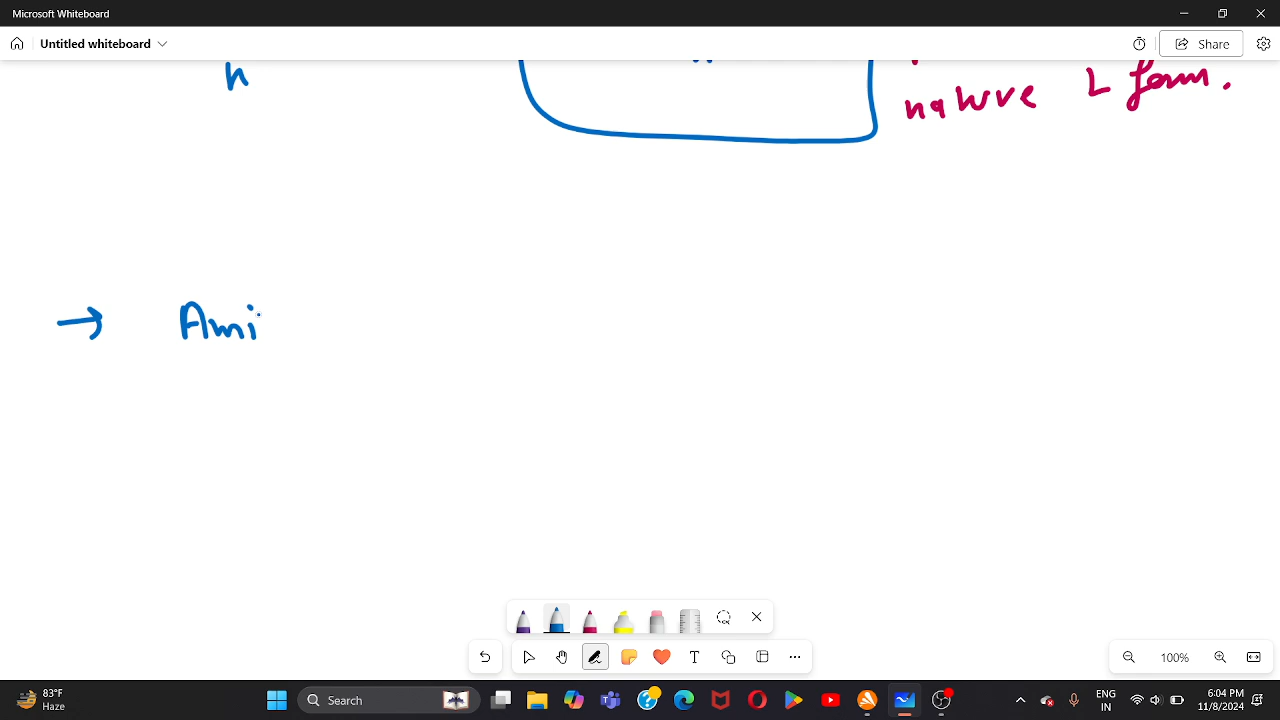 Microsoft Whiteboard
Untitled whiteboard
Share
h
nature L form.
→ Ami
100%
83°F
Haze
Search
ENG
IN
6:04 PM
11/8/2024